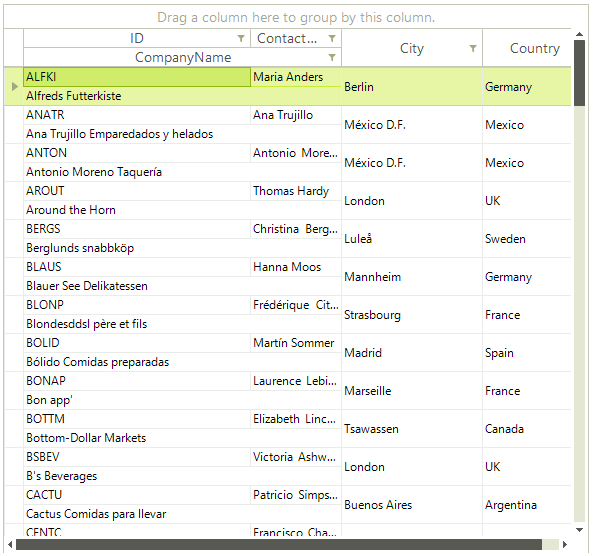 Drag a column here to group by this column.
ID Contact... City Country
CompanyName
ALFKI Maria Anders Berlin Germany
Alfreds Futterkiste
ANATR Ana Trujillo México D.F. Mexico
Ana Trujillo Emparedados y helados
ANTON Antonio More... México D.F. Mexico
Antonio Moreno Taquería
AROUT Thomas Hardy London UK
Around the Horn
BERGS Christina Berg... Luleå Sweden
Berglunds snabbköp
BLAUS Hanna Moos Mannheim Germany
Blauer See Delikatessen
BLONP Frédérique Cit... Strasbourg France
Blondesddsl père et fils
BOLID Martín Sommer Madrid Spain
Bólido Comidas preparadas
BONAP Laurence Lebi... Marseille France
Bon app'
BOTTM Elizabeth Linc... Tsawassen Canada
Bottom-Dollar Markets
BSBEV Victoria Ashw... London UK
B's Beverages
CACTU Patricio Simps... Buenos Aires Argentina
Cactus Comidas para llevar
CENTC Francisco Cha...